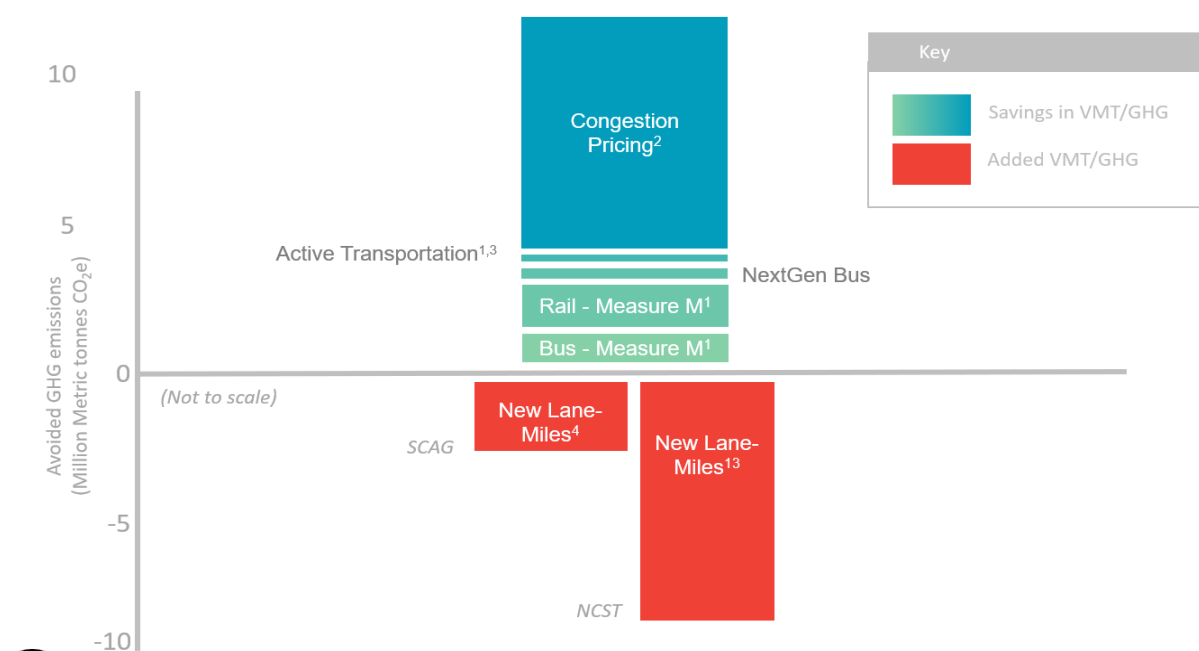 Key
Savings in VMT/GHG
Added VMT/GHG
10
5
0
-5
-10
Avoided GHG emissions
(Million Metric tonnes CO₂e)
Congestion
Pricing²
Active Transportation¹,³
NextGen Bus
Rail - Measure M¹
Bus - Measure M¹
(Not to scale)
New Lane-
Miles⁴
SCAG
New Lane-
Miles¹³
NCST